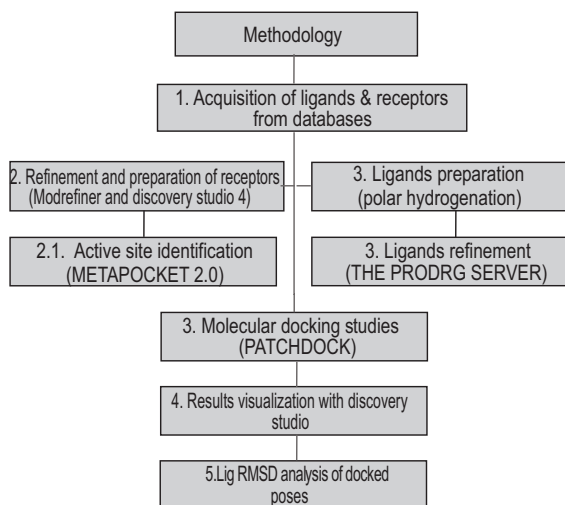 Methodology
1. Acquisition of ligands & receptors
from databases
2. Refinement and preparation of receptors
(Modrefiner and discovery studio 4)
3. Ligands preparation
(polar hydrogenation)
2.1. Active site identification
(METAPOCKET 2.0)
3. Ligands refinement
(THE PRODRG SERVER)
3. Molecular docking studies
(PATCHDOCK)
4. Results visualization with discovery
studio
5.Lig RMSD analysis of docked
poses